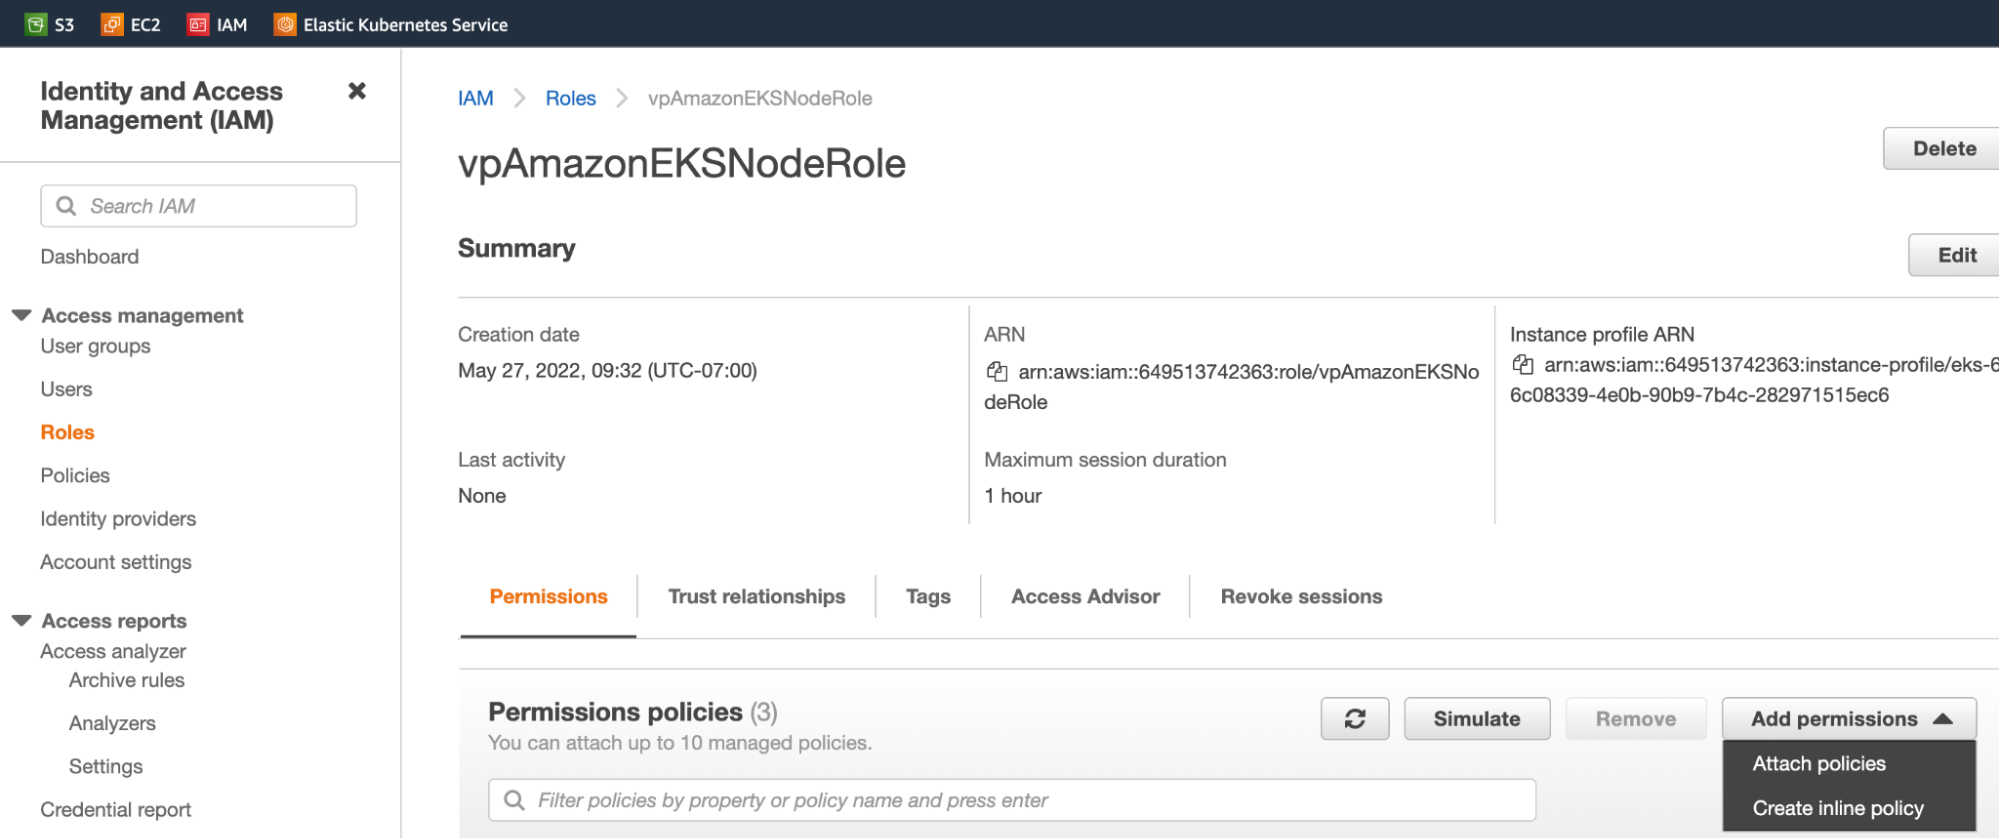 S3 EC2 IAM Elastic Kubernetes Service
Identity and Access
Management (IAM)
Search IAM
Dashboard
Access management
User groups
Users
Roles
Policies
Identity providers
Account settings
Access reports
Access analyzer
Archive rules
Analyzers
Settings
Credential report
IAM Roles vpAmazonEKSNodeRole
vpAmazonEKSNodeRole
Delete
Summary
Edit
Creation date
May 27, 2022, 09:32 (UTC-07:00)
Last activity
None
ARN
arn:aws:iam::649513742363:role/vpAmazonEKSNo
deRole
Maximum session duration
1 hour
Instance profile ARN
arn:aws:iam::649513742363:instance-profile/eks-6
6c08339-4e0b-90b9-7b4c-282971515ec6
Permissions Trust relationships Tags Access Advisor Revoke sessions
Permissions policies (3)
You can attach up to 10 managed policies.
Simulate Remove Add permissions
Attach policies
Create inline policy
Filter policies by property or policy name and press enter